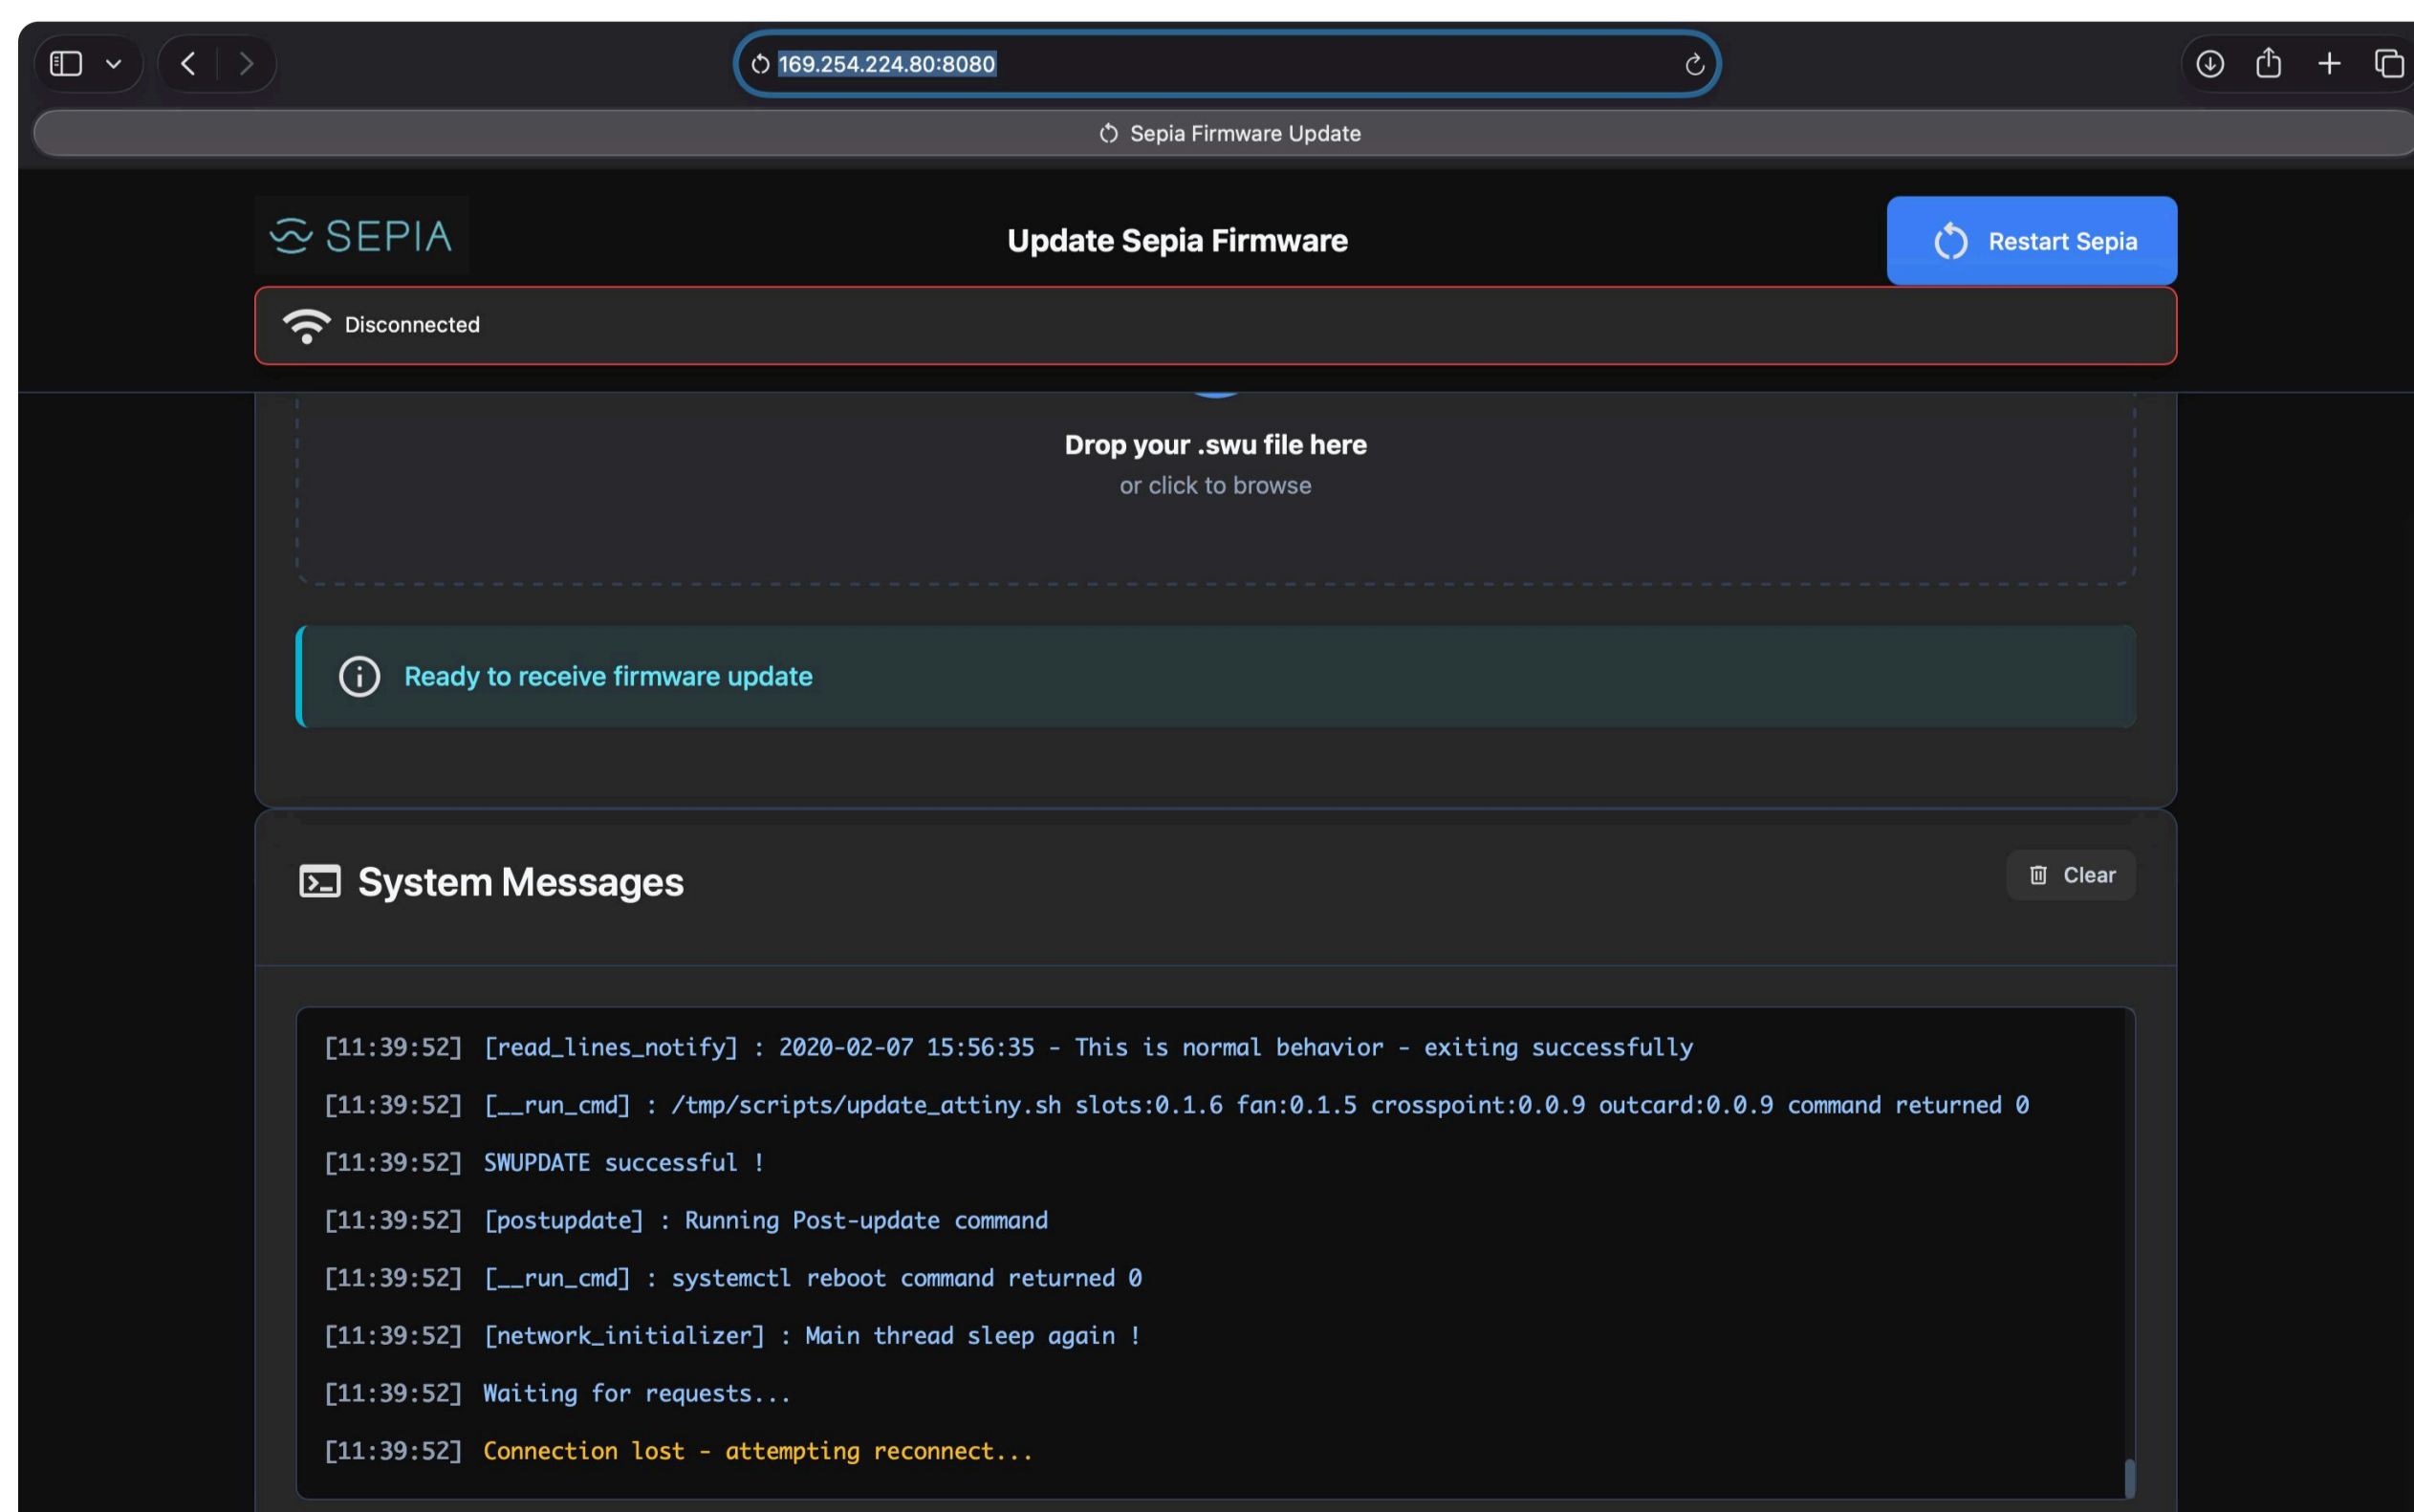 169.254.224.80:8080
Sepia Firmware Update
SEPIA
Update Sepia Firmware
Restart Sepia
Disconnected
Drop your .swu file here
or click to browse
Ready to receive firmware update
System Messages
Clear
[11:39:52] [read_lines_notify] : 2020-02-07 15:56:35 - This is normal behavior - exiting successfully
[11:39:52] [__run_cmd] : /tmp/scripts/update_attiny.sh slots:0.1.6 fan:0.1.5 crosspoint:0.0.9 outcard:0.0.9 command returned 0
[11:39:52] SWUPDATE successful !
[11:39:52] [postupdate] : Running Post-update command
[11:39:52] [__run_cmd] : systemctl reboot command returned 0
[11:39:52] [network_initializer] : Main thread sleep again !
[11:39:52] Waiting for requests...
[11:39:52] Connection lost - attempting reconnect...